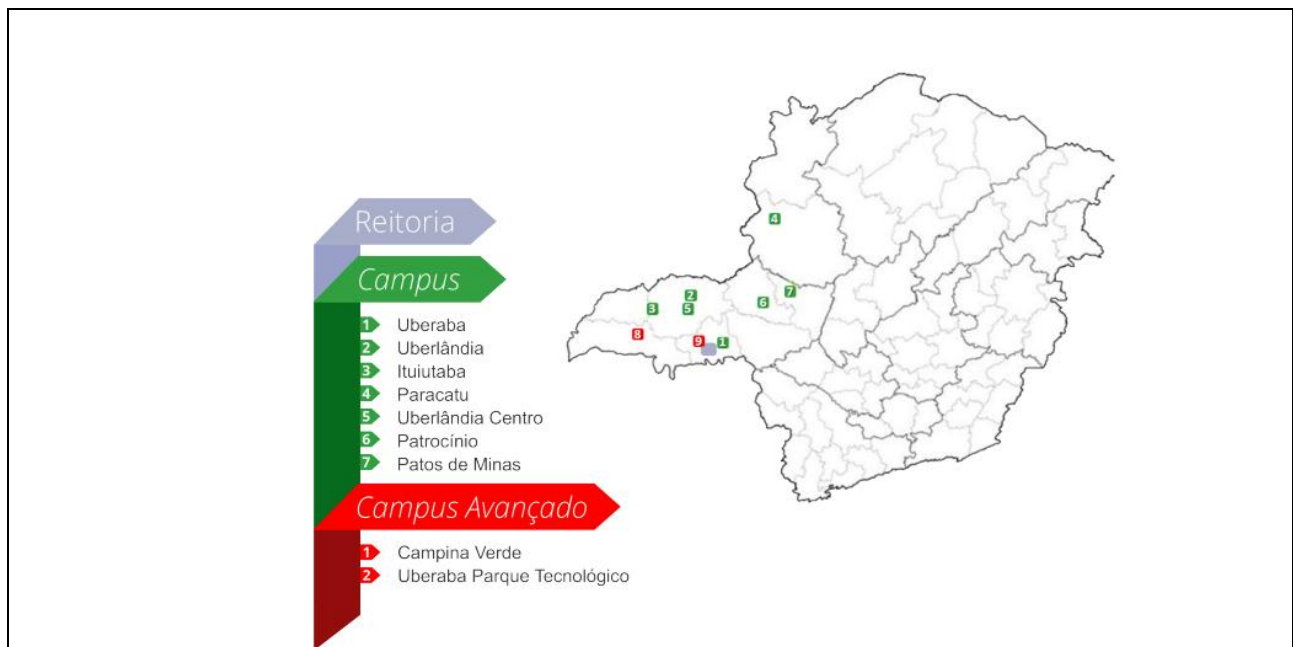 Reitoria
Campus
1 Uberaba
2 Uberlândia
3 Ituiutaba
4 Paracatu
5 Uberlândia Centro
6 Patrocínio
7 Patos de Minas
Campus Avançado
1 Campina Verde
2 Uberaba Parque Tecnológico
4
7
2
6
3
5
8
9
1